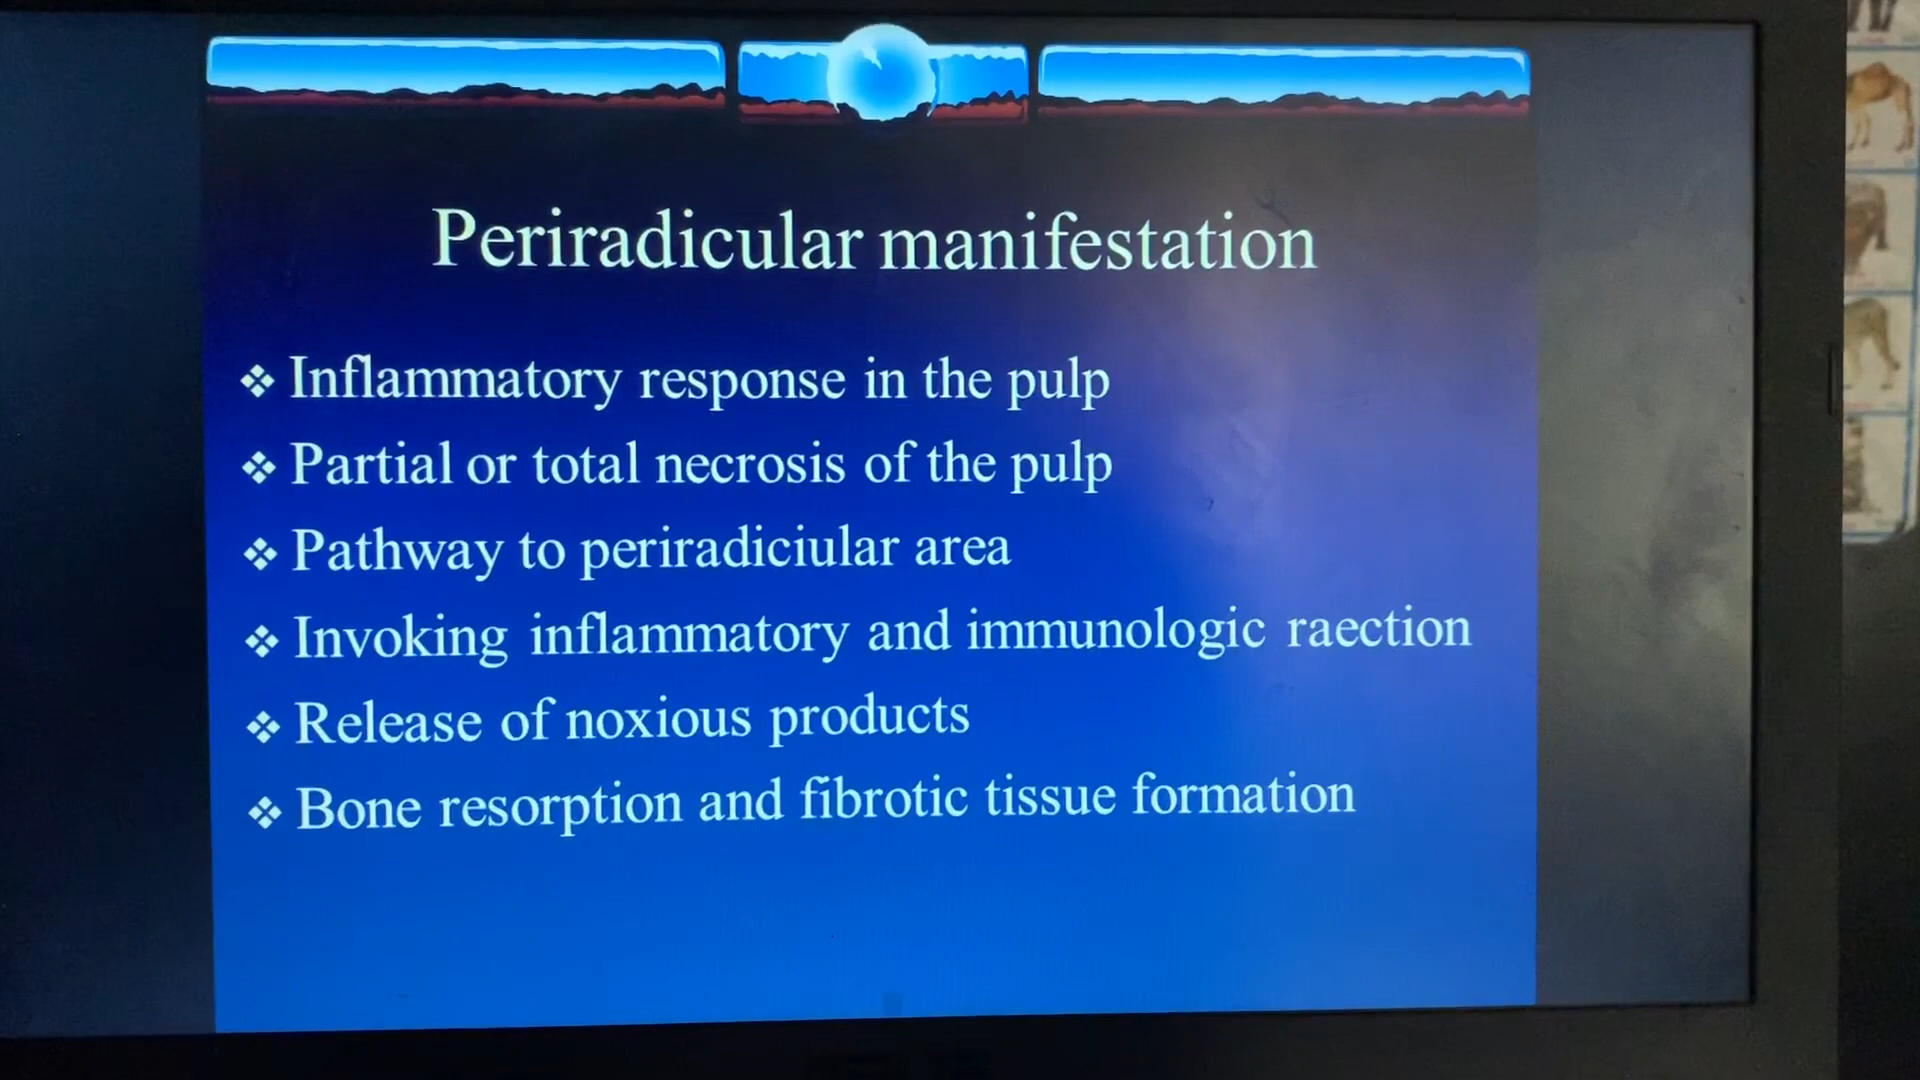 Periradicular manifestation
❖ Inflammatory response in the pulp
❖ Partial or total necrosis of the pulp
❖ Pathway to periradiciular area
❖ Invoking inflammatory and immunologic raection
❖ Release of noxious products
❖ Bone resorption and fibrotic tissue formation